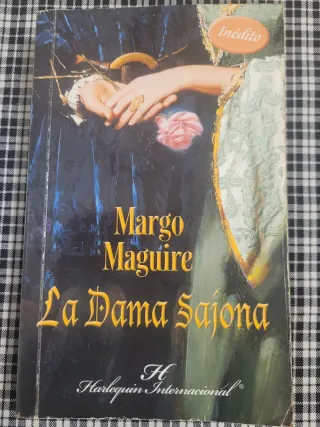 Inédito
Margo
Maguire
La Dama Sajona
H
Harlequin Internacional®